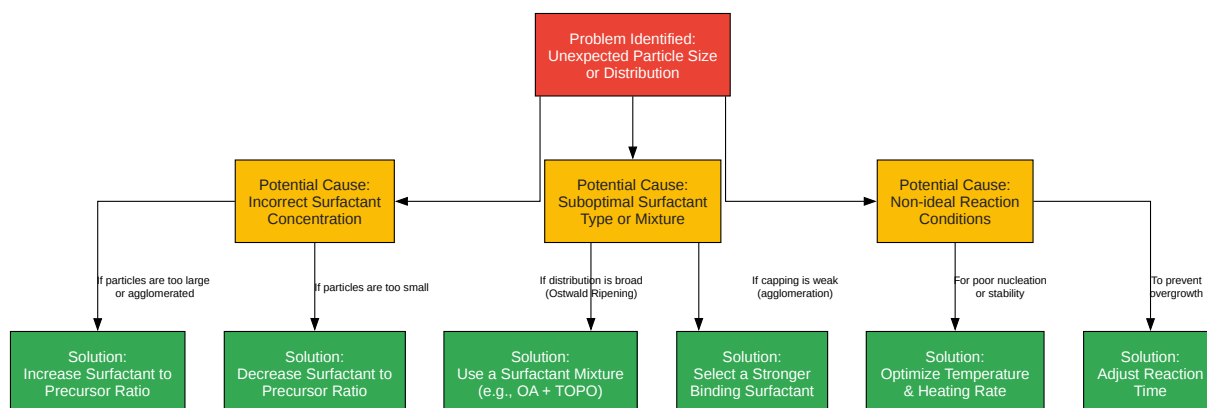 Problem Identified:
Unexpected Particle Size
or Distribution
Potential Cause:
Incorrect Surfactant
Concentration
Potential Cause:
Suboptimal Surfactant
Type or Mixture
Potential Cause:
Non-ideal Reaction
Conditions
If particles are too large
or agglomerated
If particles are too small
If distribution is broad
(Ostwald Ripening)
If capping is weak
(agglomeration)
For poor nucleation
or stability
To prevent
overgrowth
Solution:
Increase Surfactant to
Precursor Ratio
Solution:
Decrease Surfactant to
Precursor Ratio
Solution:
Use a Surfactant Mixture
(e.g., OA + TOPO)
Solution:
Select a Stronger
Binding Surfactant
Solution:
Optimize Temperature
& Heating Rate
Solution:
Adjust Reaction
Time